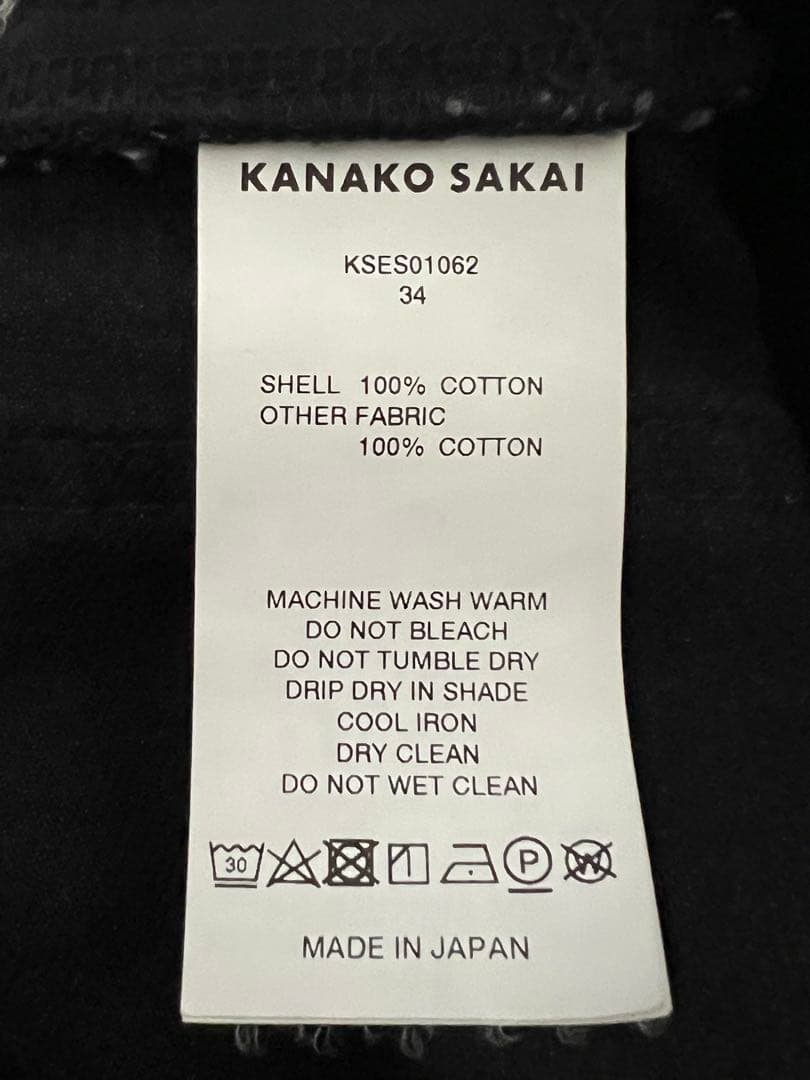 KANAKO SAKAI
KSES01062
34
SHELL 100% COTTON
OTHER FABRIC
100% COTTON
MACHINE WASH WARM
DO NOT BLEACH
DO NOT TUMBLE DRY
DRIP DRY IN SHADE
COOL IRON
DRY CLEAN
DO NOT WET CLEAN
30 P W
MADE IN JAPAN